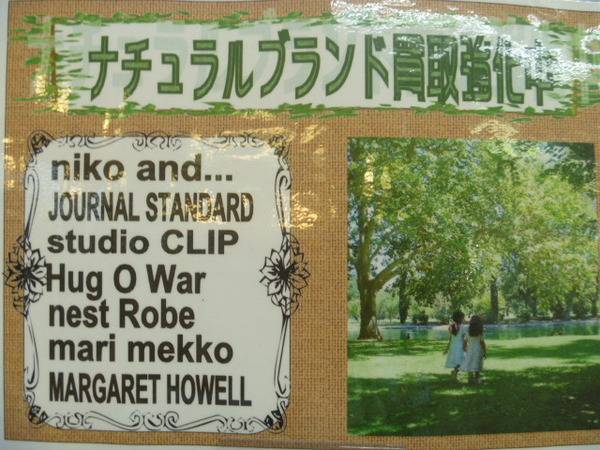 ナチュラルブランド買取強化中
niko and...
JOURNAL STANDARD
studio CLIP
Hug O War
nest Robe
mari mekko
MARGARET HOWELL